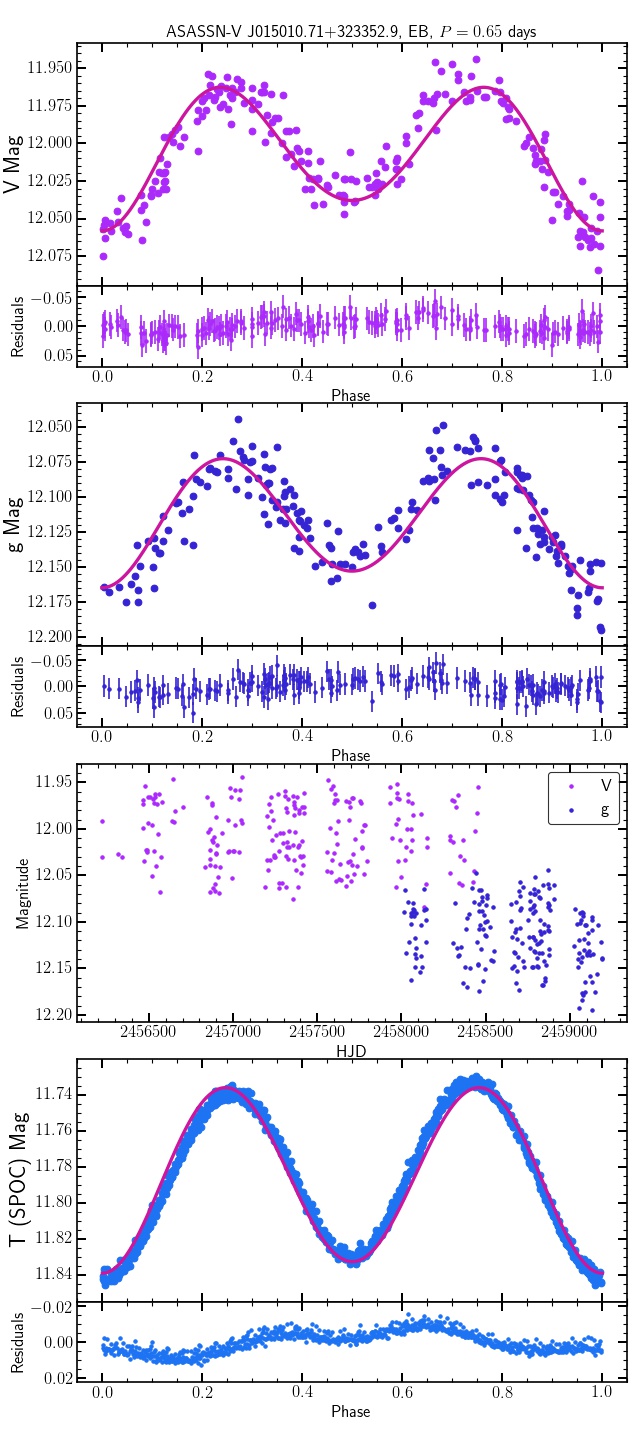 ASASSN-V J015010.71+323352.9, EB, P = 0.65 days
11.950
11.975
12.000
12.025
12.050
12.075
V Mag
−0.05
0.00
0.05
Residuals
0.0 0.2 0.4 0.6 0.8 1.0
Phase
12.050
12.075
12.100
12.125
12.150
12.175
12.200
g Mag
−0.05
0.00
0.05
Residuals
0.0 0.2 0.4 0.6 0.8 1.0
Phase
11.95
12.00
12.05
12.10
12.15
12.20
Magnitude
V
g
2456500 2457000 2457500 2458000 2458500 2459000
HJD
11.74
11.76
11.78
11.80
11.82
11.84
T (SPOC) Mag
−0.02
0.00
0.02
Residuals
0.0 0.2 0.4 0.6 0.8 1.0
Phase